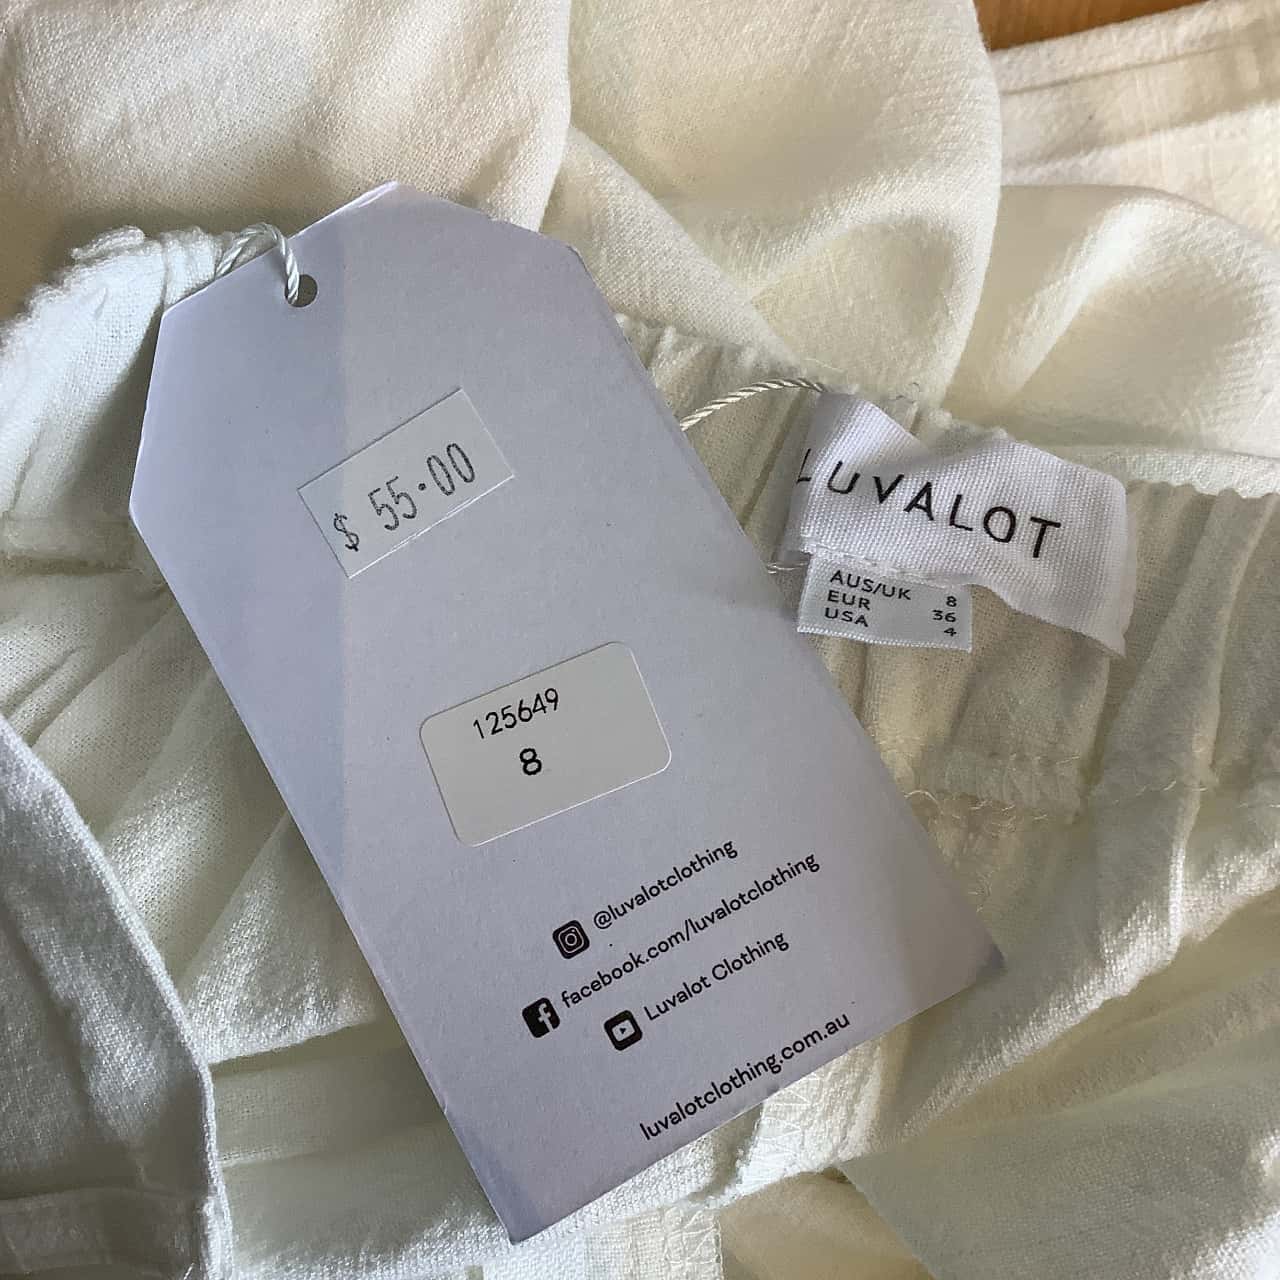 $ 55.00
125649
8
@luvalotclothing
facebook.com/luvalotclothing
Luvalot Clothing
luvalotclothing.com.au
LUVALOT
AUS/UK 8
EUR 36
USA 4